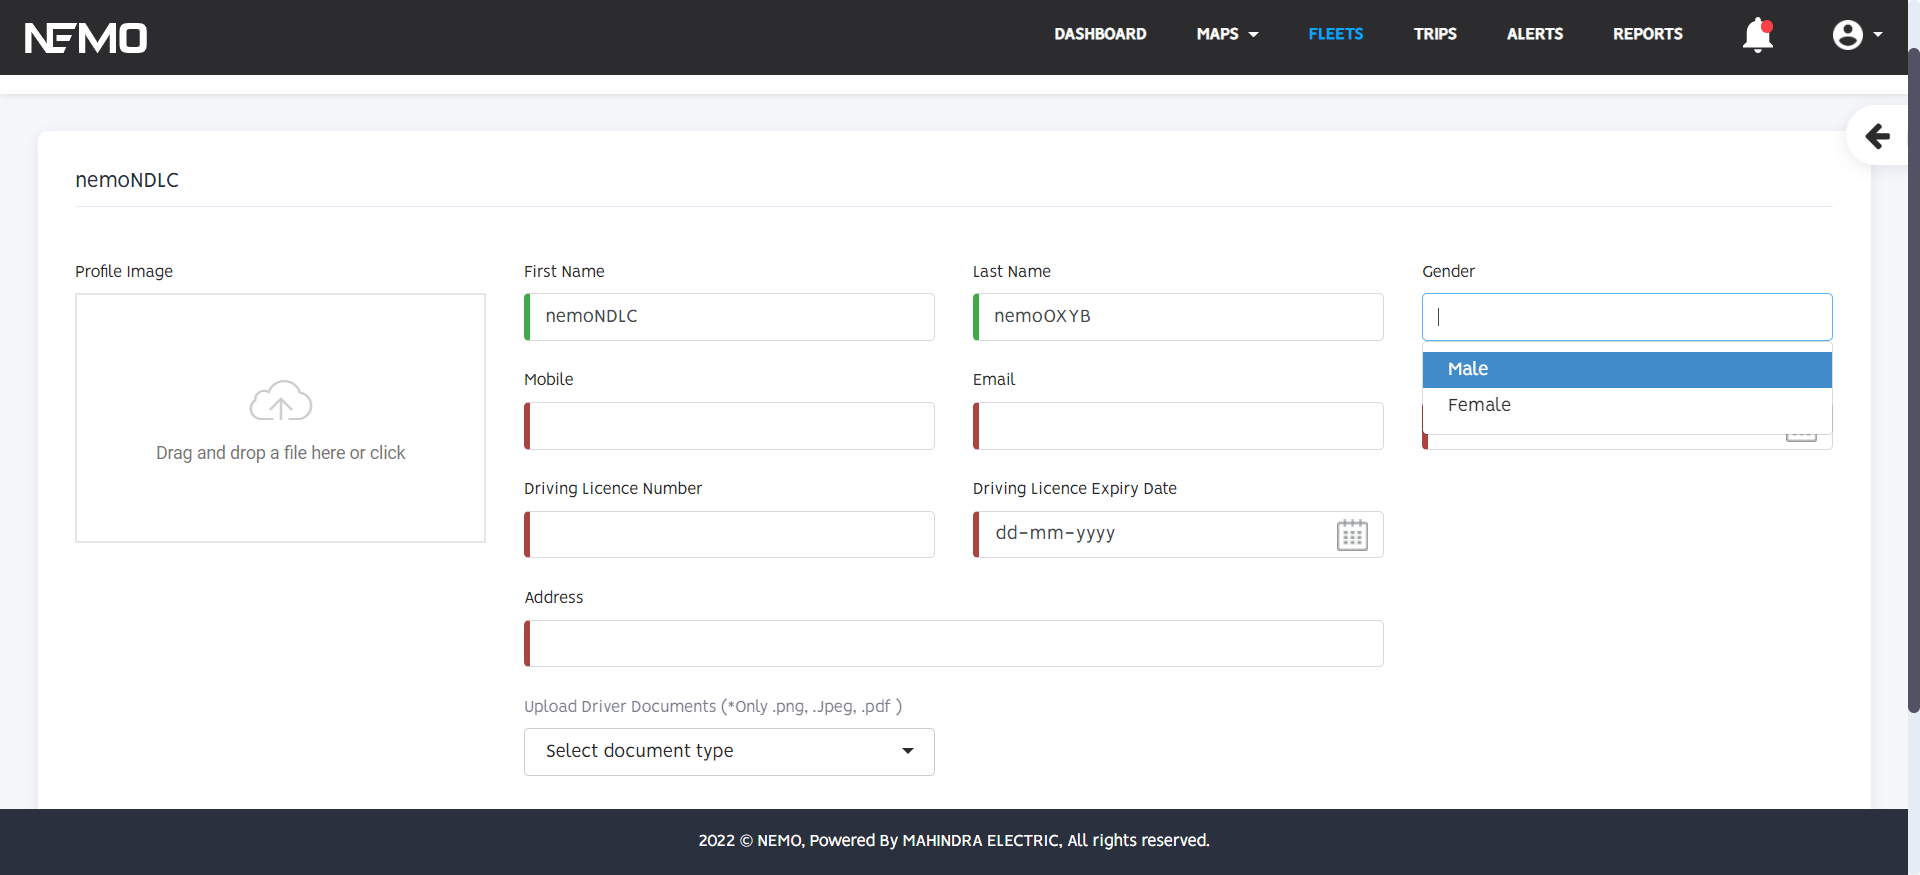 NEMO
DASHBOARD MAPS FLEETS TRIPS ALERTS REPORTS
nemoNDLC
Profile Image
Drag and drop a file here or click
First Name
nemoNDLC
Last Name
nemoOXYB
Gender
Male
Female
Mobile
Email
Driving Licence Number
Driving Licence Expiry Date
dd-mm-yyyy
Address
Upload Driver Documents (*Only .png, .Jpeg, .pdf )
Select document type
2022 © NEMO, Powered By MAHINDRA ELECTRIC, All rights reserved.